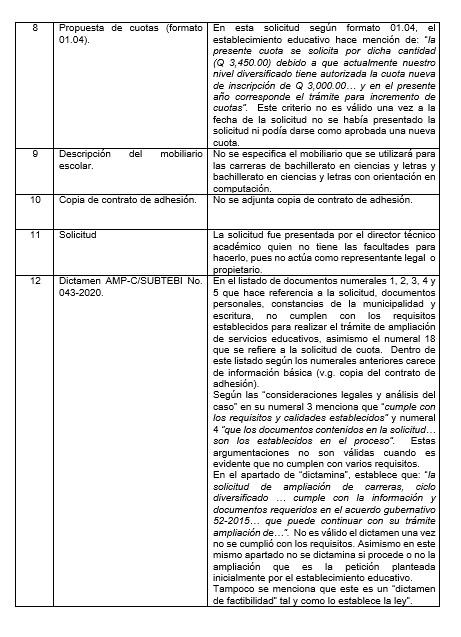 8
Propuesta de cuotas (formato
01.04).
En esta solicitud según formato 01.04, el
establecimiento educativo hace mención de: “la
presente cuota se solicita por dicha cantidad
(Q 3,450.00) debido a que actualmente nuestro
nivel diversificado tiene autorizada la cuota nueva
de inscripción de Q 3,000.00… y en el presente
año corresponde el trámite para incremento de
cuotas”. Este criterio no es válido una vez a la
fecha de la solicitud no se había presentado la
solicitud ni podía darse como aprobada una nueva
cuota.
9
Descripción del mobiliario
escolar.
No se especifica el mobiliario que se utilizará para
las carreras de bachillerato en ciencias y letras y
bachillerato en ciencias y letras con orientación en
computación.
10
Copia de contrato de adhesión.
No se adjunta copia de contrato de adhesión.
11
Solicitud
La solicitud fue presentada por el director técnico
académico quien no tiene las facultades para
hacerlo, pues no actúa como representante legal o
propietario.
12
Dictamen AMP-C/SUBTEBI No.
043-2020.
En el listado de documentos numerales 1, 2, 3, 4 y
5 que hace referencia a la solicitud, documentos
personales, constancias de la municipalidad y
escritura, no cumplen con los requisitos
establecidos para realizar el trámite de ampliación
de servicios educativos, asimismo el numeral 18
que se refiere a la solicitud de cuota. Dentro de
este listado según los numerales anteriores carece
de información básica (v.g. copia del contrato de
adhesión).
Según las “consideraciones legales y análisis del
caso” en su numeral 3 menciona que “cumple con
los requisitos y calidades establecidos” y numeral
4 “que los documentos contenidos en la solicitud…
son los establecidos en el proceso”. Estas
argumentaciones no son válidas cuando es
evidente que no cumplen con varios requisitos.
En el apartado de “dictamina”, establece que: “la
solicitud de ampliación de carreras, ciclo
diversificado … cumple con la información y
documentos requeridos en el acuerdo gubernativo
52-2015… que puede continuar con su trámite
ampliación de…”. No es válido el dictamen una vez
no se cumplió con los requisitos. Asimismo en este
mismo apartado no se dictamina si procede o no la
ampliación que es la petición planteada
inicialmente por el establecimiento educativo.
Tampoco se menciona que este es un “dictamen
de factibilidad” tal y como lo establece la ley”.